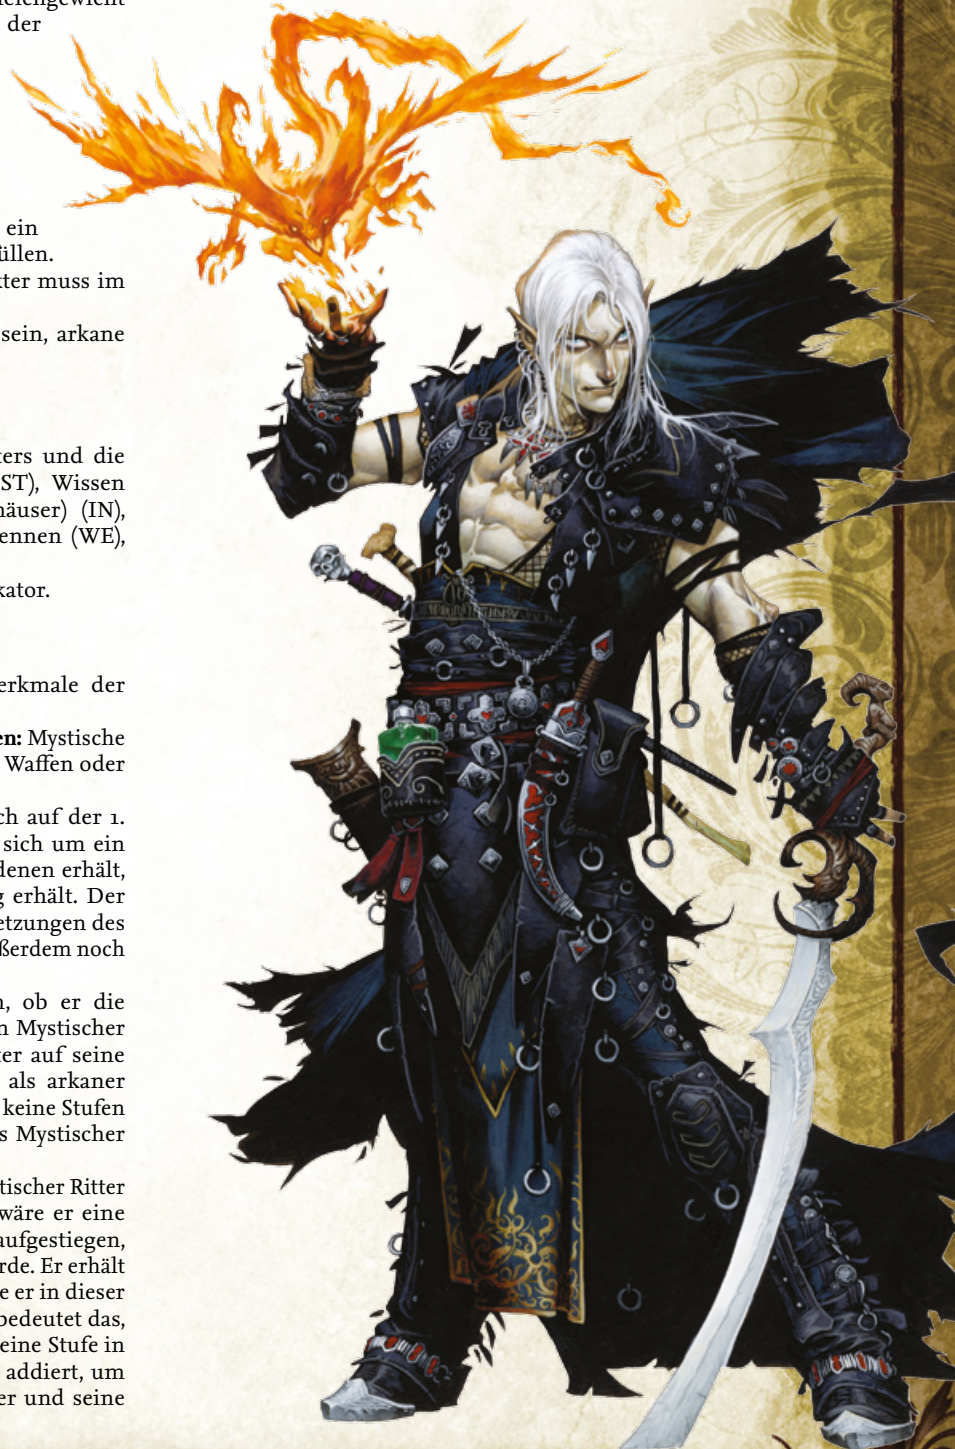 der
ein
üllen.
kter muss im
sein, arkane
ters und die
ST), Wissen
häuser) (IN),
ennen (WE),
kator.
erkmale der
en: Mystische
Waffen oder
ch auf der 1.
sich um ein
denen erhält,
g erhält. Der
etzungen des
ßerdem noch
n, ob er die
n Mystischer
ter auf seine
als arkaner
keine Stufen
s Mystischer
tischer Ritter
wäre er eine
aufgestiegen,
rde. Er erhält
e er in dieser
bedeutet das,
eine Stufe in
addiert, um
er und seine